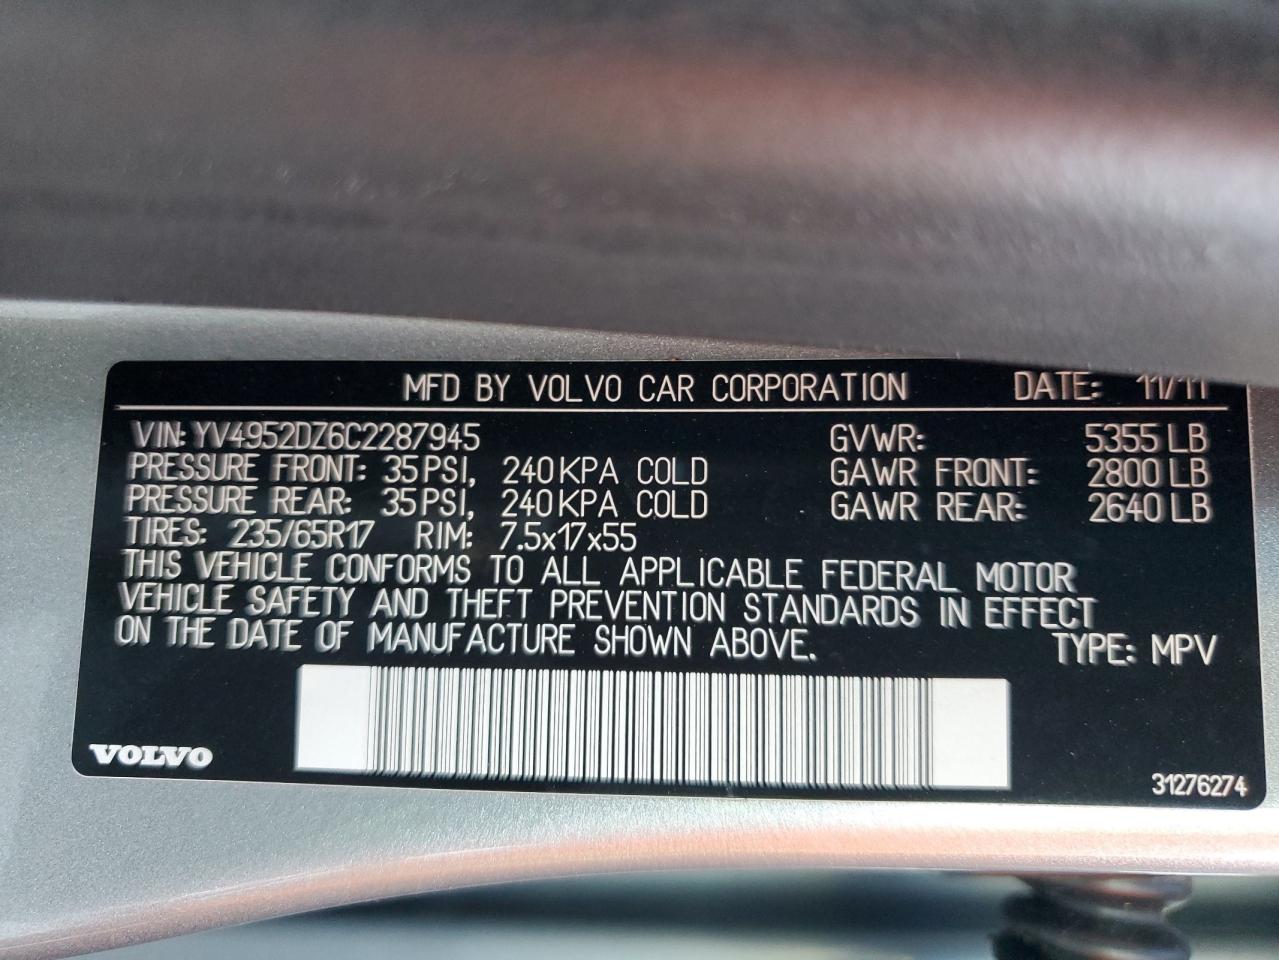 MFD BY VOLVO CAR CORPORATION DATE: 11/11
VIN: YV4952DZ6C2287945 GVWR: 5355 LB
PRESSURE FRONT: 35 PSI, 240 KPA COLD GAWR FRONT: 2800 LB
PRESSURE REAR: 35 PSI, 240 KPA COLD GAWR REAR: 2640 LB
TIRES: 235/65R17 RIM: 7.5x17x55
THIS VEHICLE CONFORMS TO ALL APPLICABLE FEDERAL MOTOR
VEHICLE SAFETY AND THEFT PREVENTION STANDARDS IN EFFECT
ON THE DATE OF MANUFACTURE SHOWN ABOVE. TYPE: MPV
VOLVO
31276274